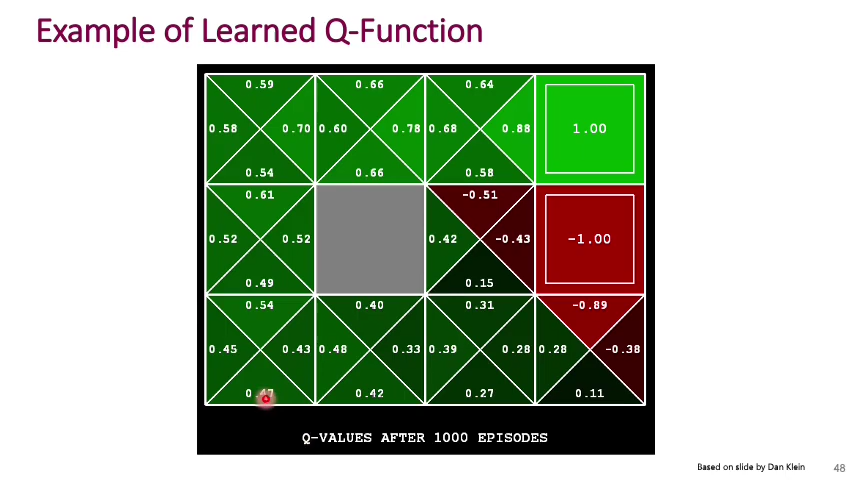 Example of Learned Q-Function
0.59 0.66 0.64
0.58 0.70 0.60 0.78 0.68 0.88 1.00
0.54 0.66 0.58
0.61 -0.51
0.52 0.52 0.42 -0.43 -1.00
0.49 0.15
0.54 0.40 0.31 -0.89
0.45 0.43 0.48 0.33 0.39 0.28 0.28 -0.38
0.47 0.42 0.27 0.11
Q-VALUES AFTER 1000 EPISODES
Based on slide by Dan Klein 48